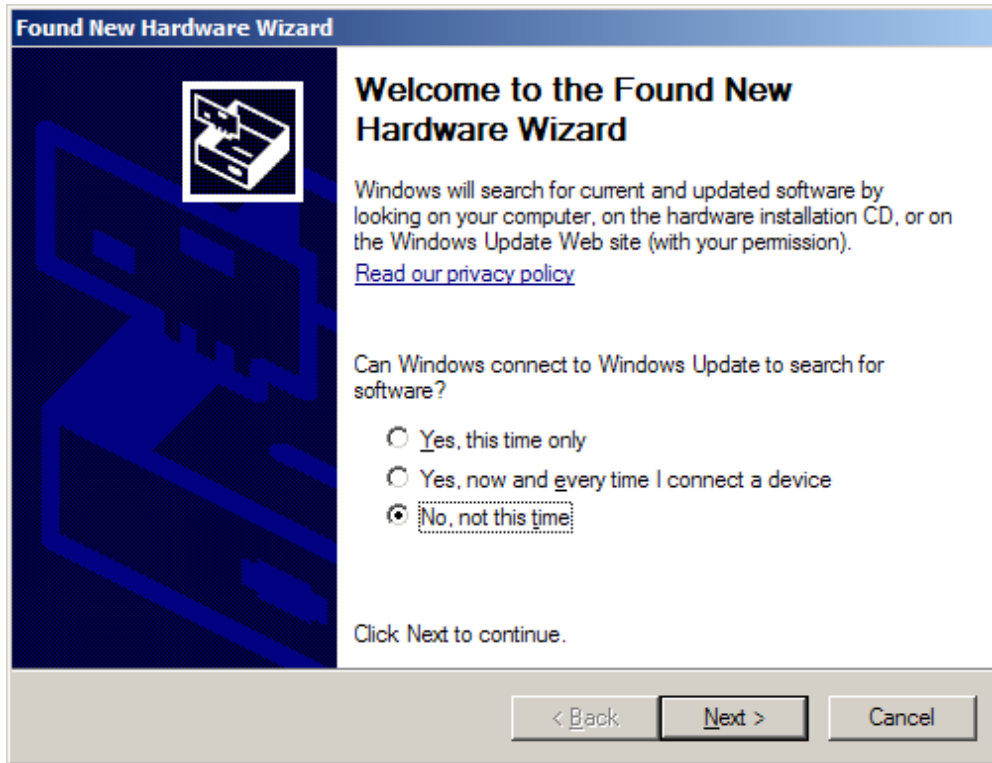 Found New Hardware Wizard
Welcome to the Found New
Hardware Wizard
Windows will search for current and updated software by
looking on your computer, on the hardware installation CD, or on
the Windows Update Web site (with your permission).
Read our privacy policy
Can Windows connect to Windows Update to search for
software?
Yes, this time only
Yes, now and every time I connect a device
No, not this time
Click Next to continue.
< Back
Next >
Cancel